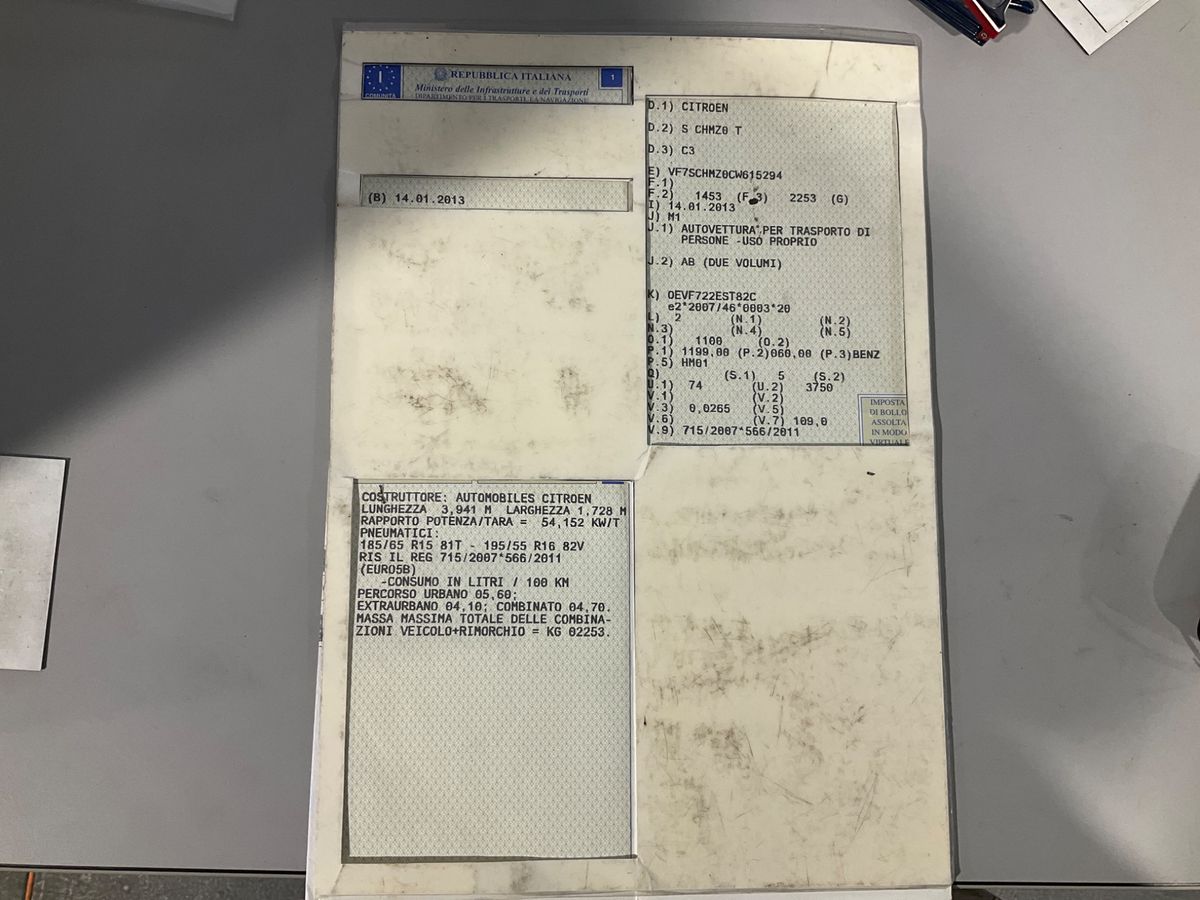 I
COMUNITÀ
REPUBBLICA ITALIANA
Ministero delle Infrastrutture e dei Trasporti
DIPARTIMENTO PER I TRASPORTI, LA NAVIGAZIONE
1
(B) 14.01.2013
D.1) CITROEN
D.2) S CHMZ0 T
D.3) C3
E) VF7SCHMZ0CW615294
F.1)
F.2) 1453 (F.3) 2253 (G)
I) 14.01.2013
J) M1
J.1) AUTOVETTURA PER TRASPORTO DI
PERSONE -USO PROPRIO
J.2) AB (DUE VOLUMI)
K) OEVF722EST82C
e2*2007/46*0003*20
L) 2 (N.1) (N.2)
N.3) (N.4) (N.5)
O.1) 1100 (O.2)
P.1) 1199,00 (P.2)060,00 (P.3)BENZ
P.5) HM01
Q) (S.1) 5 (S.2)
U.1) 74 (U.2) 3750
V.1) (V.2)
V.3) 0,0265 (V.5)
V.6) (V.7) 109,0
V.9) 715/2007*566/2011
IMPOSTA
DI BOLLO
ASSOLTA
IN MODO
VIRTUALE
COSTRUTTORE: AUTOMOBILES CITROEN
LUNGHEZZA 3,941 M LARGHEZZA 1,728 M
RAPPORTO POTENZA/TARA = 54,152 KW/T
PNEUMATICI:
185/65 R15 81T - 195/55 R16 82V
RIS IL REG 715/2007*566/2011
(EURO5B)
-CONSUMO IN LITRI / 100 KM
PERCORSO URBANO 05,60;
EXTRAURBANO 04,10; COMBINATO 04,70.
MASSA MASSIMA TOTALE DELLE COMBINA-
ZIONI VEICOLO+RIMORCHIO = KG 02253.